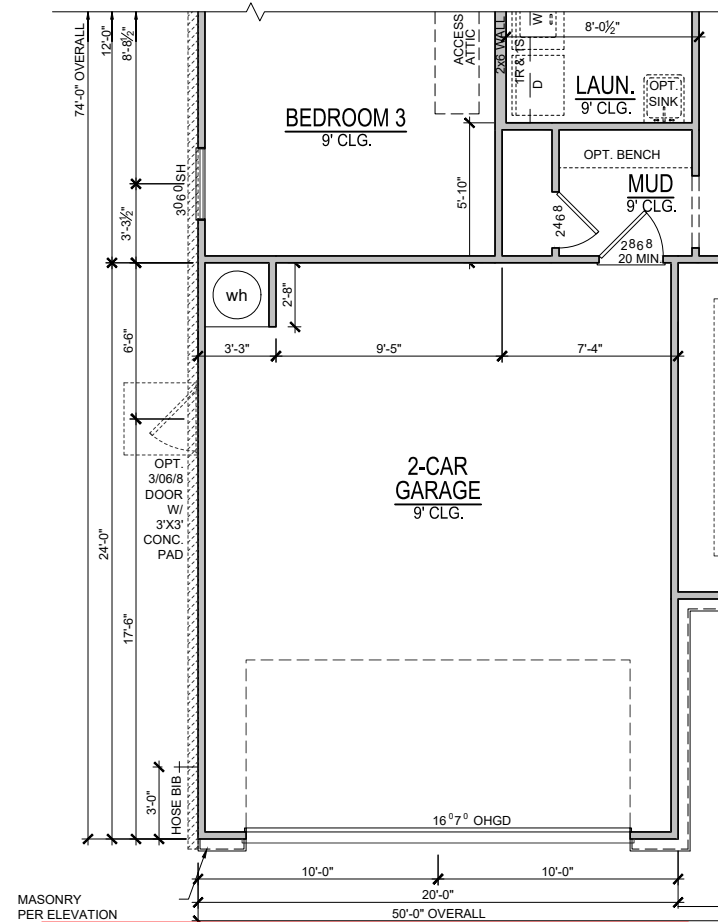 74'-0" OVERALL
12'-0"
8'-8½"
3'-3½"
3060 SH
BEDROOM 3
9' CLG.
ACCESS
ATTIC
2x6 WALL
1R & 1S
W
D
8'-0½"
LAUN.
9' CLG.
OPT.
SINK
5'-10"
OPT. BENCH
MUD
9' CLG.
2468
2868
20 MIN.
wh
2'-8"
3'-3"
9'-5"
7'-4"
6'-6"
OPT.
3/06/8
DOOR
W/
3'X3'
CONC.
PAD
2-CAR
GARAGE
9' CLG.
24'-0"
17'-6"
3'-0"
HOSE BIB
16⁰7⁰ OHGD
10'-0"
10'-0"
20'-0"
50'-0" OVERALL
MASONRY
PER ELEVATION